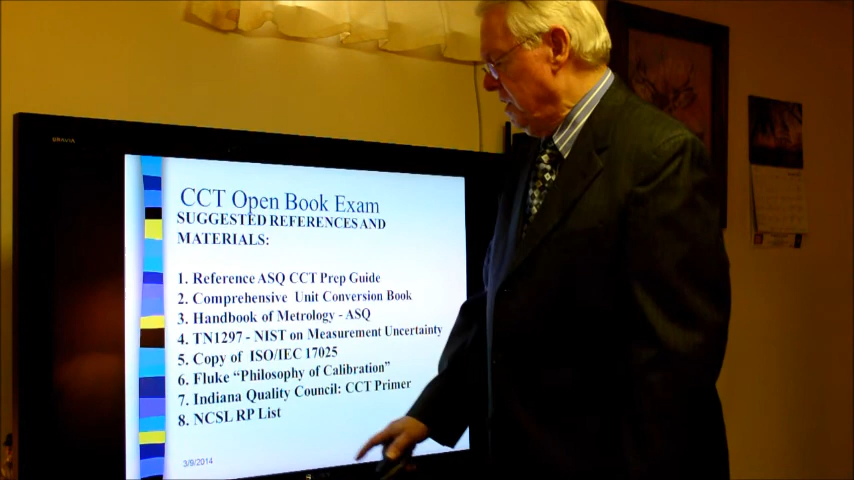 BRAVIA
CCT Open Book Exam
SUGGESTED REFERENCES AND
MATERIALS:
1. Reference ASQ CCT Prep Guide
2. Comprehensive Unit Conversion Book
3. Handbook of Metrology - ASQ
4. TN1297 - NIST on Measurement Uncertainty
5. Copy of ISO/IEC 17025
6. Fluke “Philosophy of Calibration”
7. Indiana Quality Council: CCT Primer
8. NCSL RP List
3/9/2014